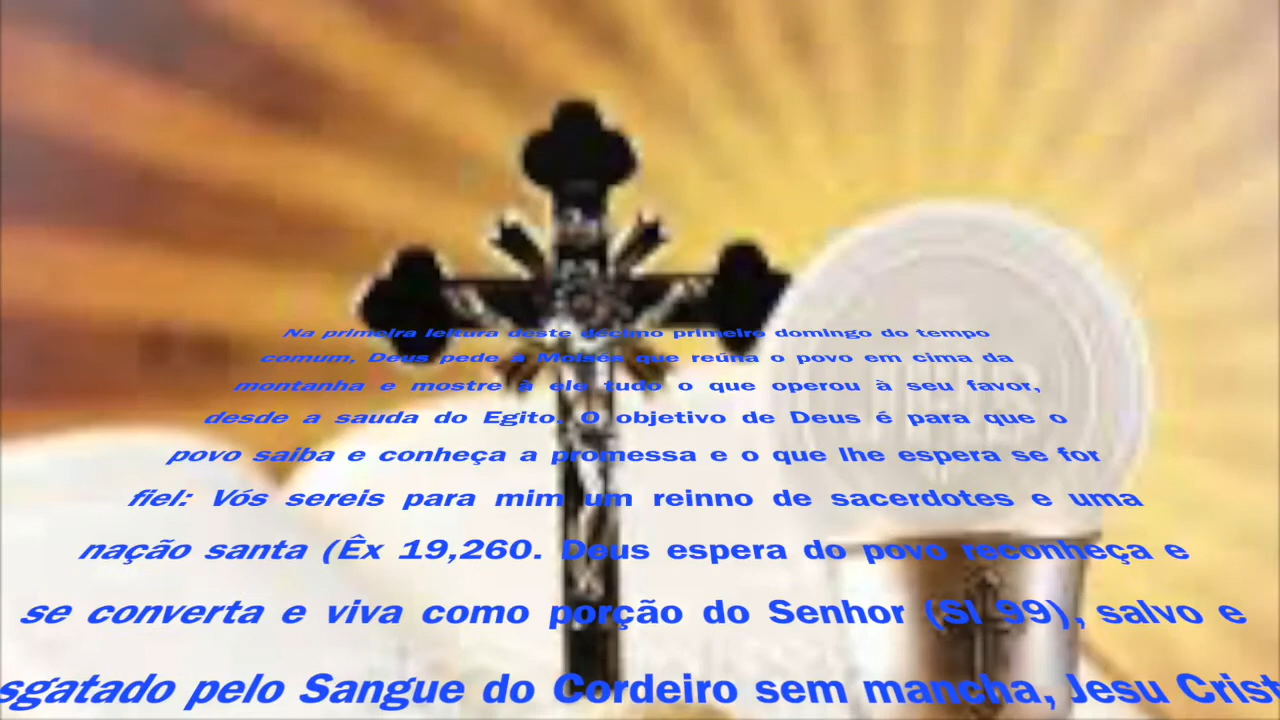 Na primeira leitura deste décimo primeiro domingo do tempo
comum, Deus pede à Moisés que reúna o povo em cima da
montanha e mostre à ele tudo o que operou à seu favor,
desde a sauda do Egito. O objetivo de Deus é para que o
povo saiba e conheça a promessa e o que lhe espera se for
fiel: Vós sereis para mim um reinno de sacerdotes e uma
nação santa (Êx 19,260. Deus espera do povo reconheça e
se converta e viva como porção do Senhor (Sl 99), salvo e
sgatado pelo Sangue do Cordeiro sem mancha, Jesu Crist